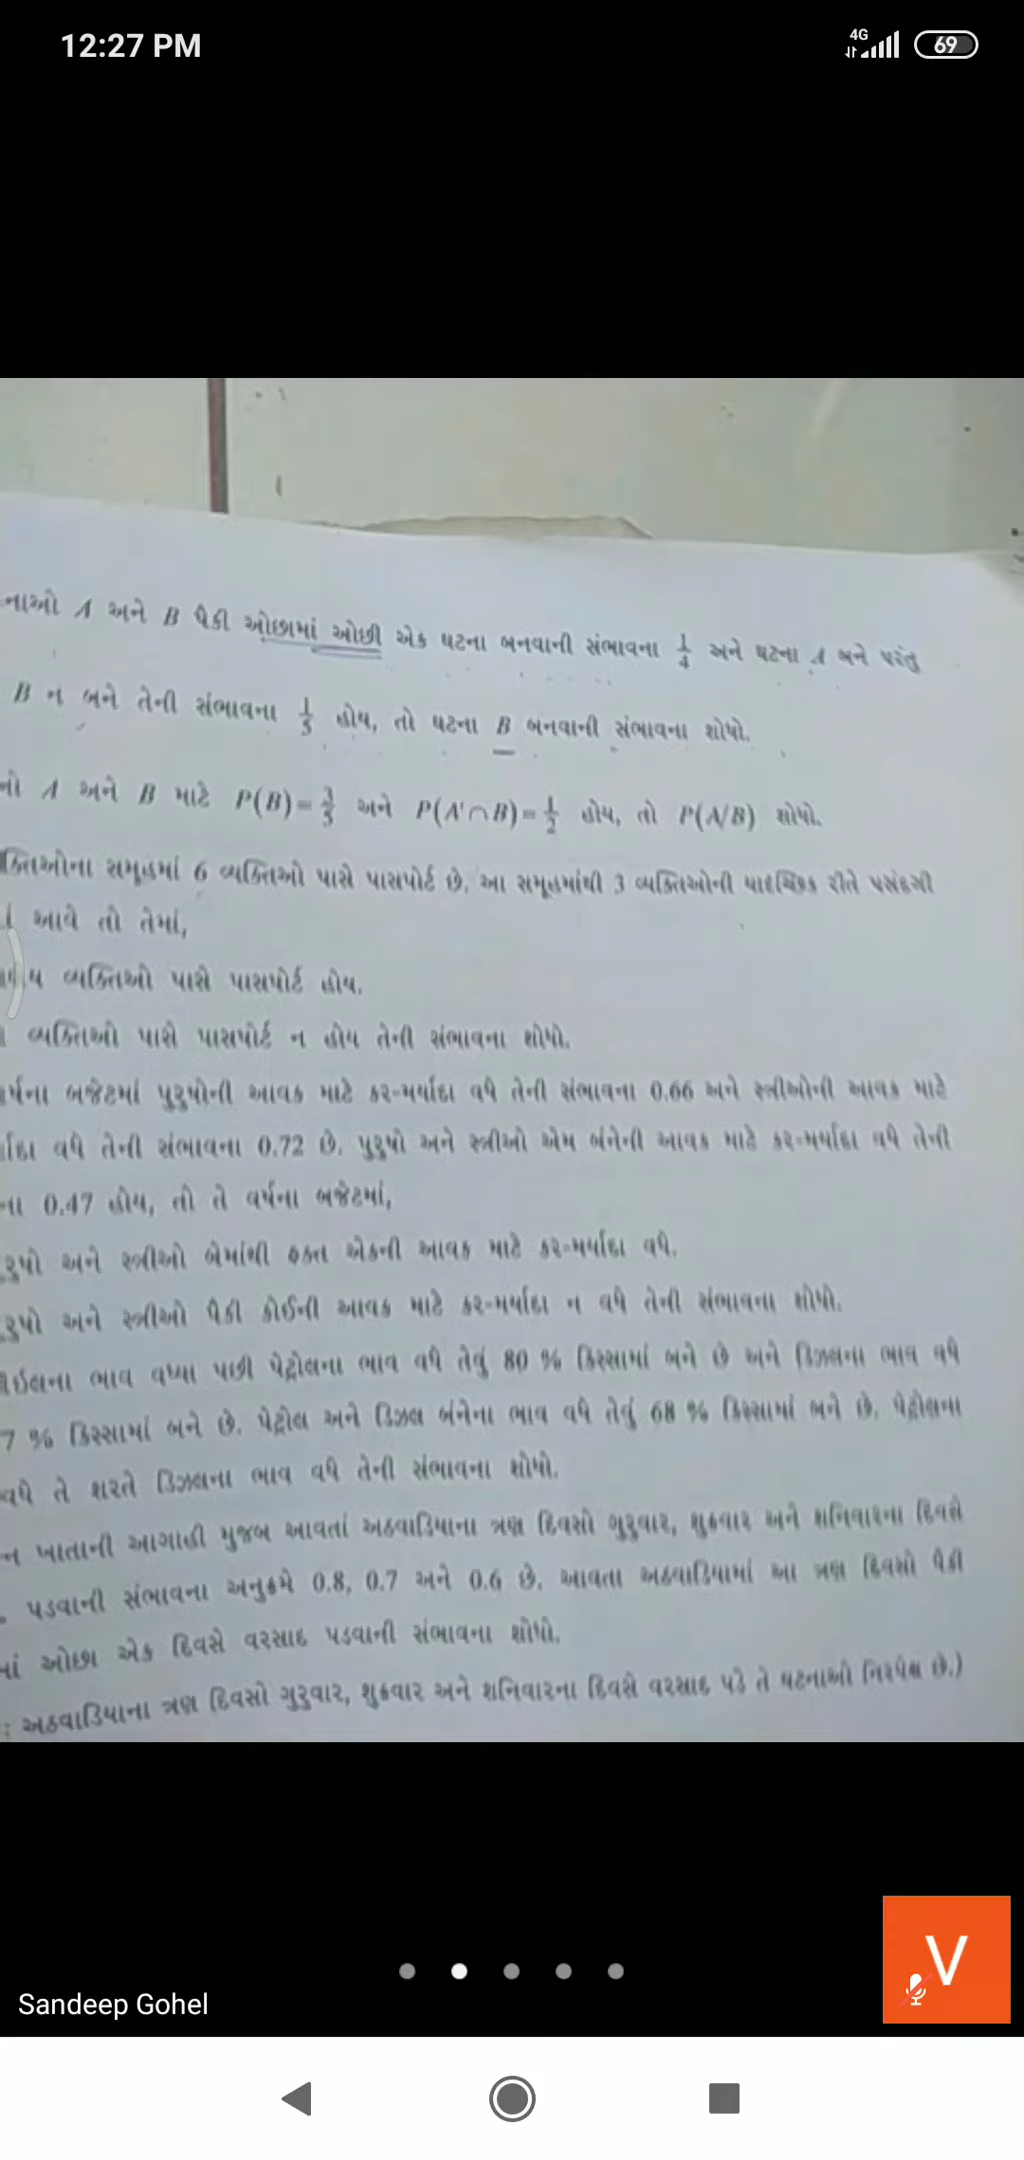 12:27 PM
4G
69
નાઓ A અને B પૈકી ઓછામાં ઓછી એક ઘટના બનવાની સંભાવના 1/4 અને ઘટના A બને પરંતુ
B ન બને તેની સંભાવના 1/5 હોય, તો ઘટના B બનવાની સંભાવના શોધો.
A અને B માટે P(B) = 3/5 અને P(A' ∩ B) = 1/2 હોય, તો P(A/B) શોધો.
ક્તિઓના સમૂહમાં 6 વ્યક્તિઓ પાસે પાસપોર્ટ છે. આ સમૂહમાંથી 3 વ્યક્તિઓની યાદચ્છિક રીતે પસંદગી
આવે તો તેમાં,
ય વ્યક્તિઓ પાસે પાસપોર્ટ હોય.
વ્યક્તિઓ પાસે પાસપોર્ટ ન હોય તેની સંભાવના શોધો.
ર્ષના બજેટમાં પુરુષોની આવક માટે કર-મર્યાદા વધે તેની સંભાવના 0.66 અને સ્ત્રીઓની આવક માટે
ર્યાદા વધે તેની સંભાવના 0.72 છે. પુરુષો અને સ્ત્રીઓ એમ બંનેની આવક માટે કર-મર્યાદા વધે તેની
ના 0.47 હોય, તો તે વર્ષના બજેટમાં,
રુષો અને સ્ત્રીઓ બેમાંથી ફક્ત એકની આવક માટે કર-મર્યાદા વધે.
રુષો અને સ્ત્રીઓ પૈકી કોઈની આવક માટે કર-મર્યાદા ન વધે તેની સંભાવના શોધો.
ઈલના ભાવ વધ્યા પછી પેટ્રોલના ભાવ વધે તેવું 80 % કિસ્સામાં બને છે અને ડિઝલના ભાવ વધે
7 % કિસ્સામાં બને છે. પેટ્રોલ અને ડિઝલ બંનેના ભાવ વધે તેવું 68 % કિસ્સામાં બને છે. પેટ્રોલના
વધે તે શરતે ડિઝલના ભાવ વધે તેની સંભાવના શોધો.
ન ખાતાની આગાહી મુજબ આવતાં અઠવાડિયાના ત્રણ દિવસો ગુરુવાર, શુક્રવાર અને શનિવારના દિવસે
પડવાની સંભાવના અનુક્રમે 0.8, 0.7 અને 0.6 છે. આવતા અઠવાડિયામાં આ ત્રણ દિવસો પૈકી
માં ઓછા એક દિવસે વરસાદ પડવાની સંભાવના શોધો.
: અઠવાડિયાના ત્રણ દિવસો ગુરુવાર, શુક્રવાર અને શનિવારના દિવસે વરસાદ પડે તે ઘટનાઓ નિરપેક્ષ છે.)
V
Sandeep Gohel